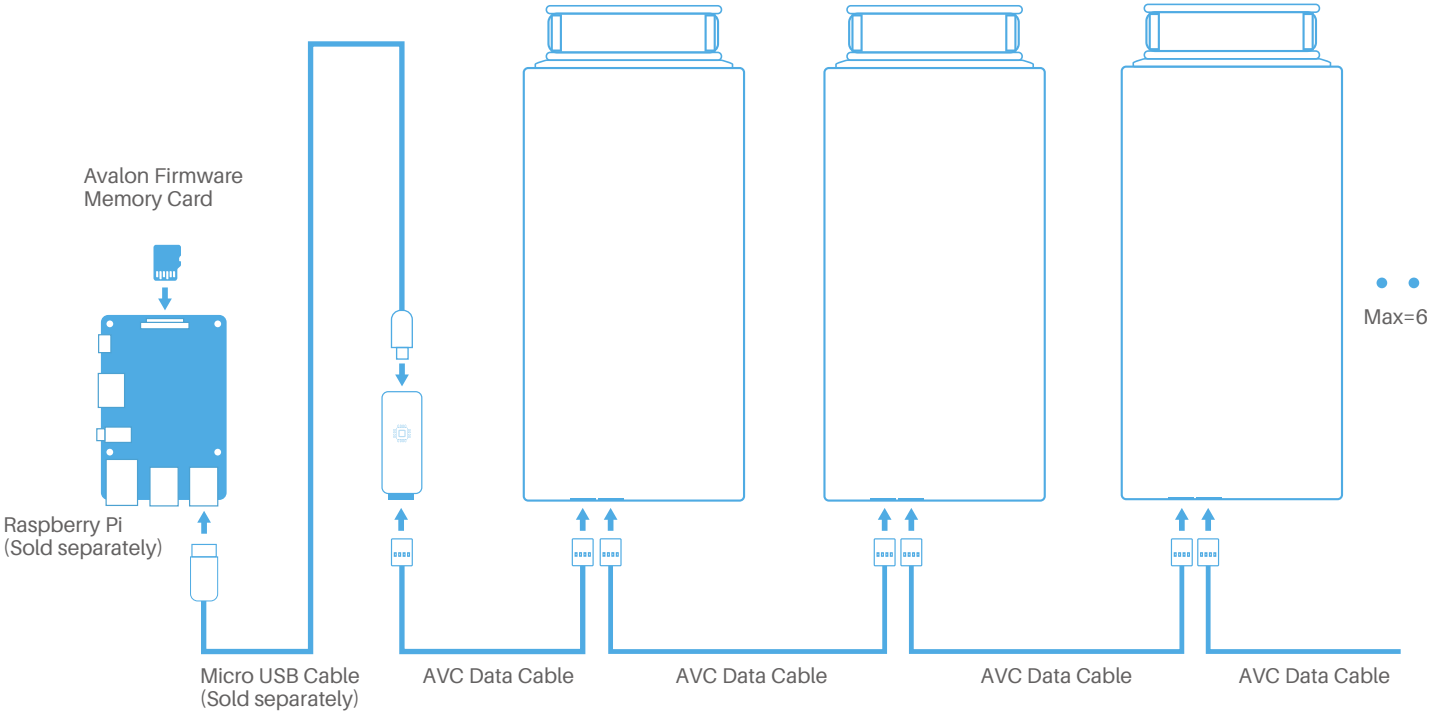 Avalon Firmware
Memory Card
Max=6
Raspberry Pi
(Sold separately)
Micro USB Cable
(Sold separately)
AVC Data Cable
AVC Data Cable
AVC Data Cable
AVC Data Cable